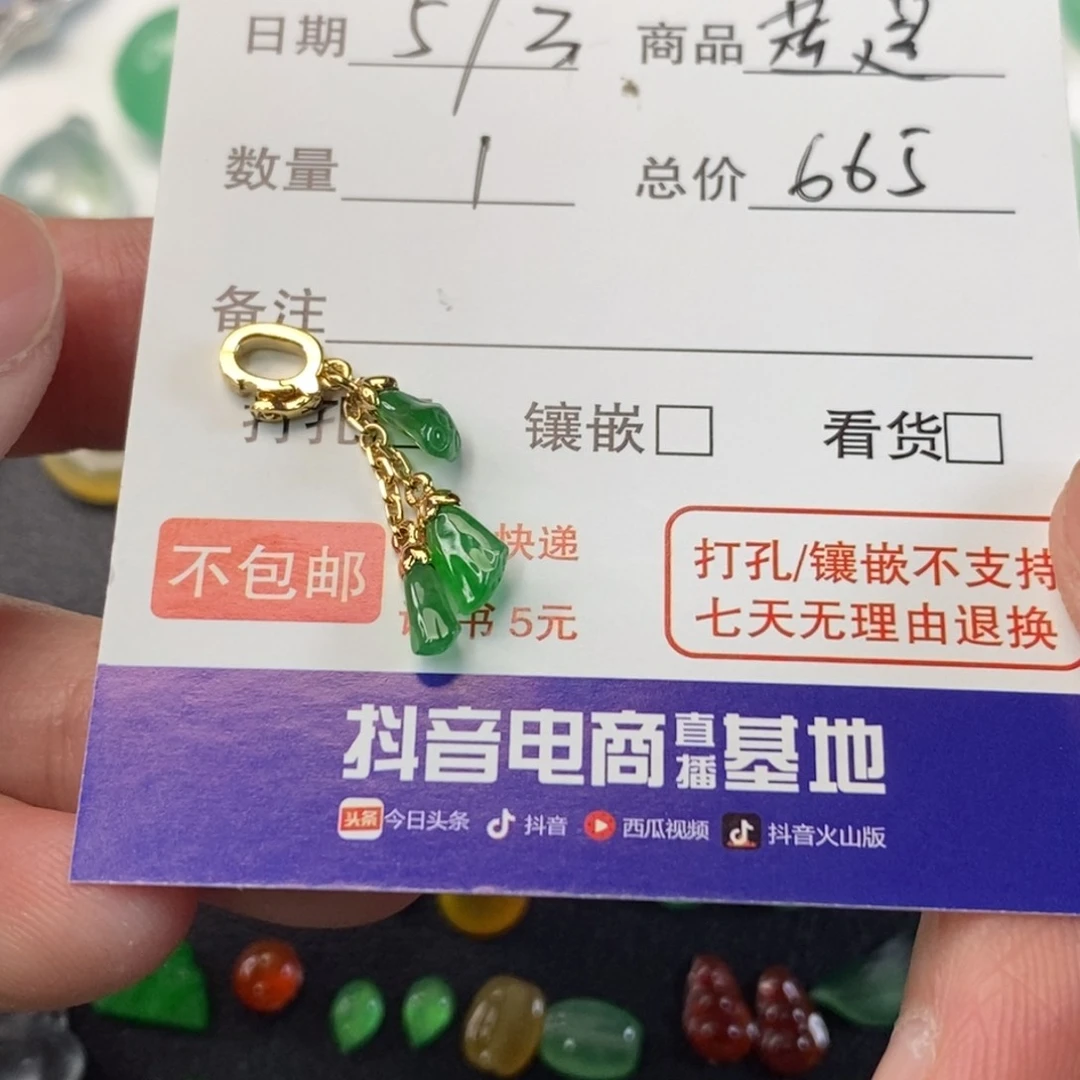 日期 5/3 商品
数量 1 总价 665
备注
打孔 镶嵌□ 看货□
不包邮 快递
书 5元
打孔/镶嵌不支持
七天无理由退换
抖音电商直播基地
头条 今日头条 抖音 西瓜视频 抖音火山版